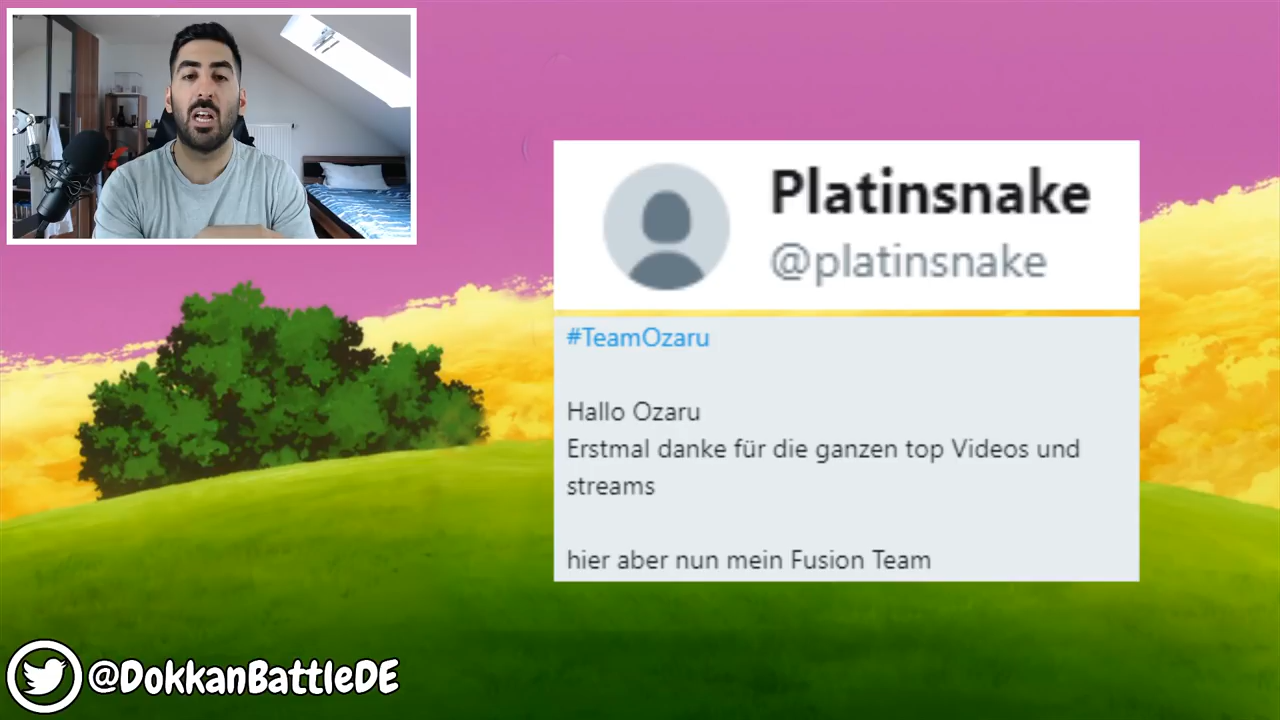 Platinsnake
@platinsnake
#TeamOzaru
Hallo Ozaru
Erstmal danke für die ganzen top Videos und
streams
hier aber nun mein Fusion Team
@DokkanBattleDE